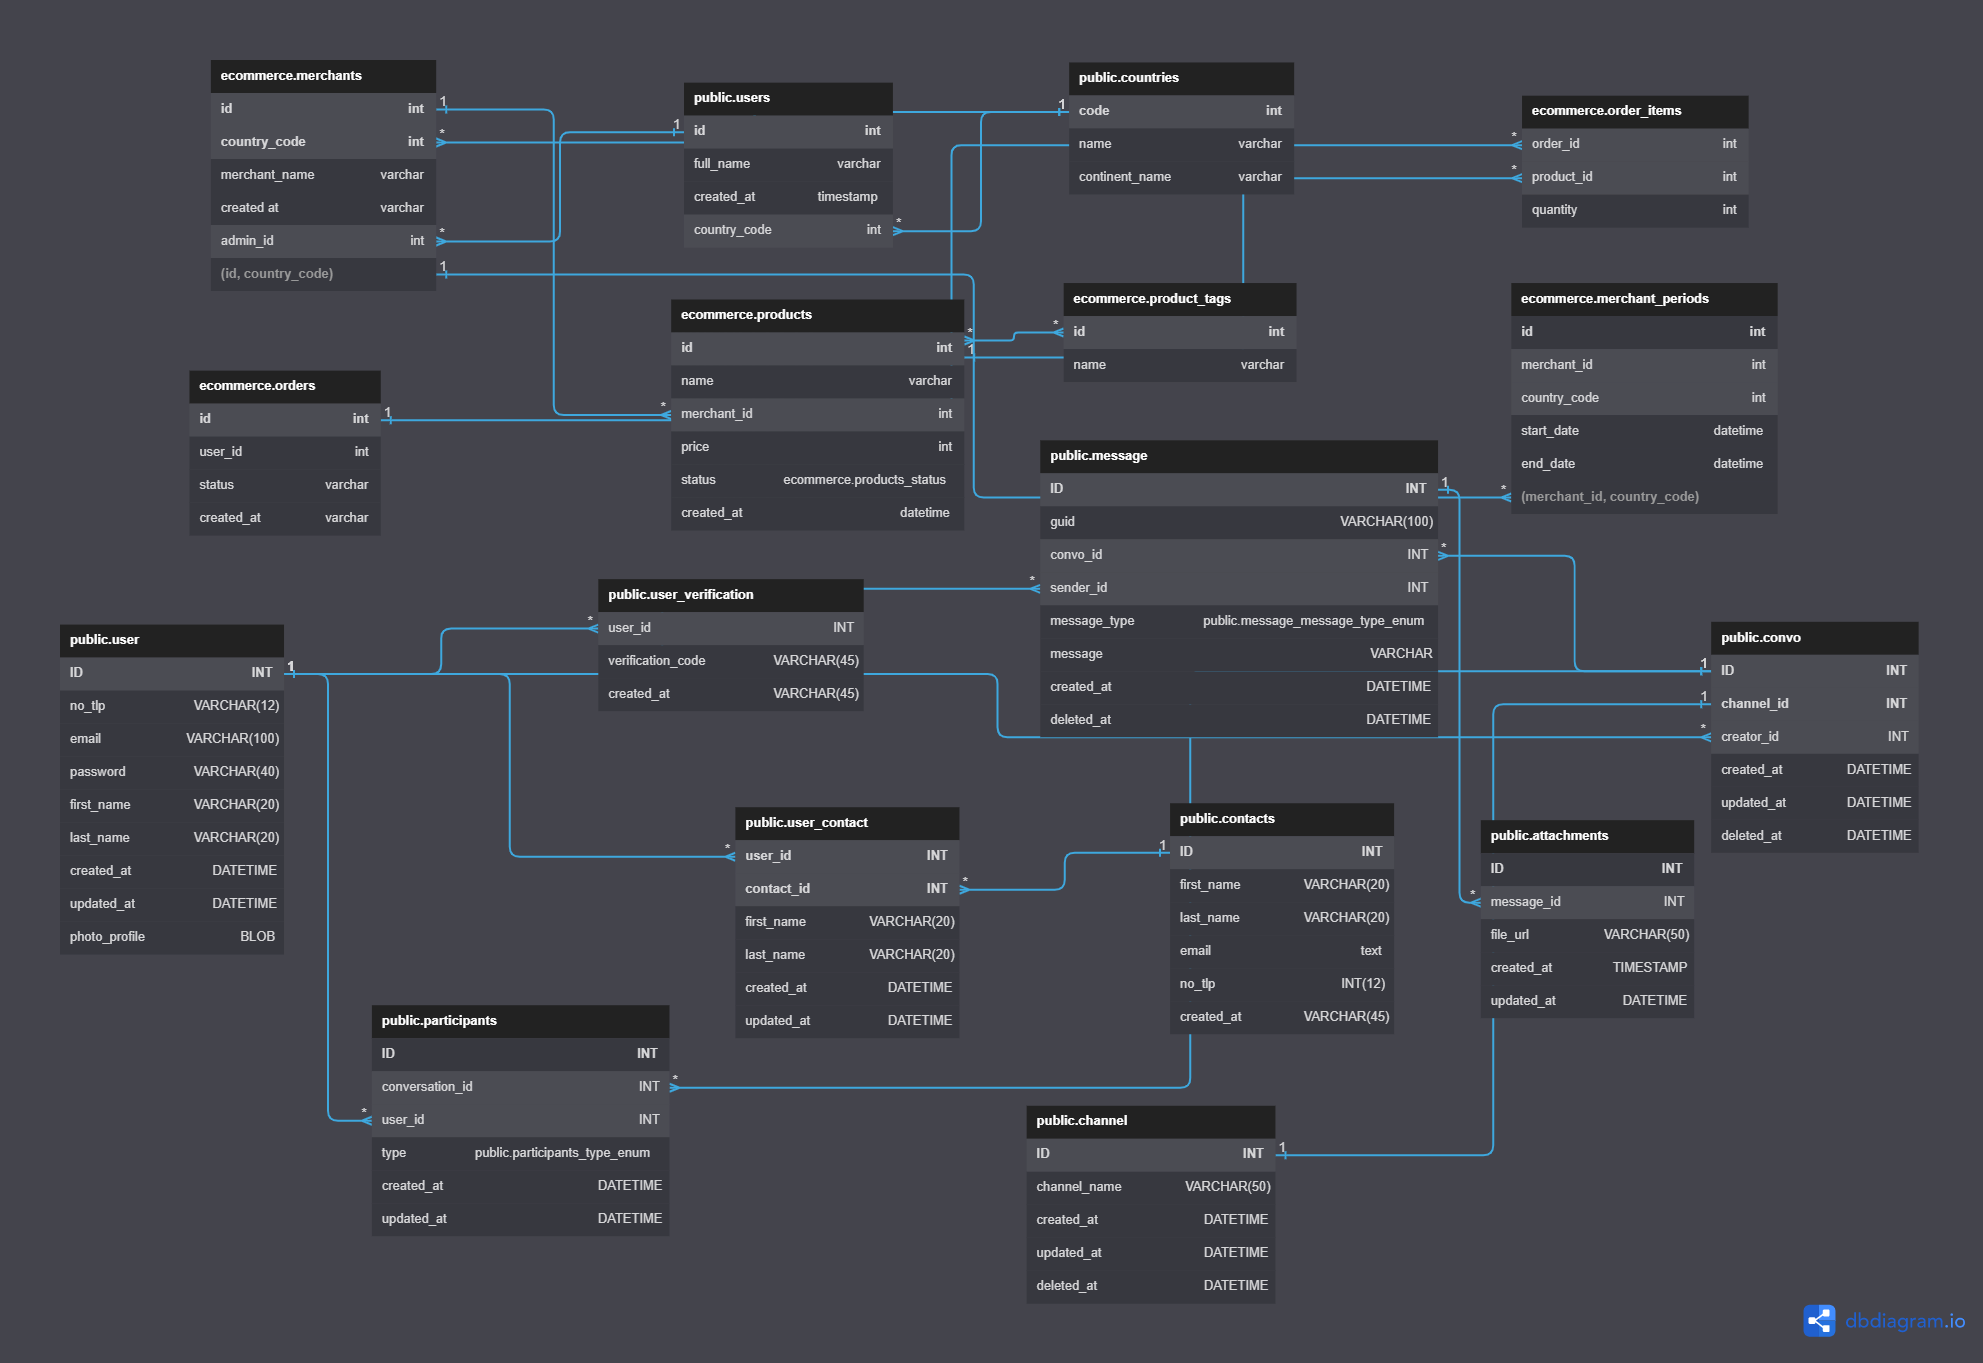 ecommerce.merchants
id int
country_code int
merchant_name varchar
created at varchar
admin_id int
(id, country_code)
public.users
id int
full_name varchar
created_at timestamp
country_code int
public.countries
code int
name varchar
continent_name varchar
ecommerce.order_items
order_id int
product_id int
quantity int
ecommerce.products
id int
name varchar
merchant_id int
price int
status ecommerce.products_status
created_at datetime
ecommerce.product_tags
id int
name varchar
ecommerce.merchant_periods
id int
merchant_id int
country_code int
start_date datetime
end_date datetime
(merchant_id, country_code)
ecommerce.orders
id int
user_id int
status varchar
created_at varchar
public.message
ID INT
guid VARCHAR(100)
convo_id INT
sender_id INT
message_type public.message_message_type_enum
message VARCHAR
created_at DATETIME
deleted_at DATETIME
public.user_verification
user_id INT
verification_code VARCHAR(45)
created_at VARCHAR(45)
public.user
ID INT
no_tlp VARCHAR(12)
email VARCHAR(100)
password VARCHAR(40)
first_name VARCHAR(20)
last_name VARCHAR(20)
created_at DATETIME
updated_at DATETIME
photo_profile BLOB
public.convo
ID INT
channel_id INT
creator_id INT
created_at DATETIME
updated_at DATETIME
deleted_at DATETIME
public.user_contact
user_id INT
contact_id INT
first_name VARCHAR(20)
last_name VARCHAR(20)
created_at DATETIME
updated_at DATETIME
public.contacts
ID INT
first_name VARCHAR(20)
last_name VARCHAR(20)
email text
no_tlp INT(12)
created_at VARCHAR(45)
public.attachments
ID INT
message_id INT
file_url VARCHAR(50)
created_at TIMESTAMP
updated_at DATETIME
public.participants
ID INT
conversation_id INT
user_id INT
type public.participants_type_enum
created_at DATETIME
updated_at DATETIME
public.channel
ID INT
channel_name VARCHAR(50)
created_at DATETIME
updated_at DATETIME
deleted_at DATETIME
dbdiagram.io